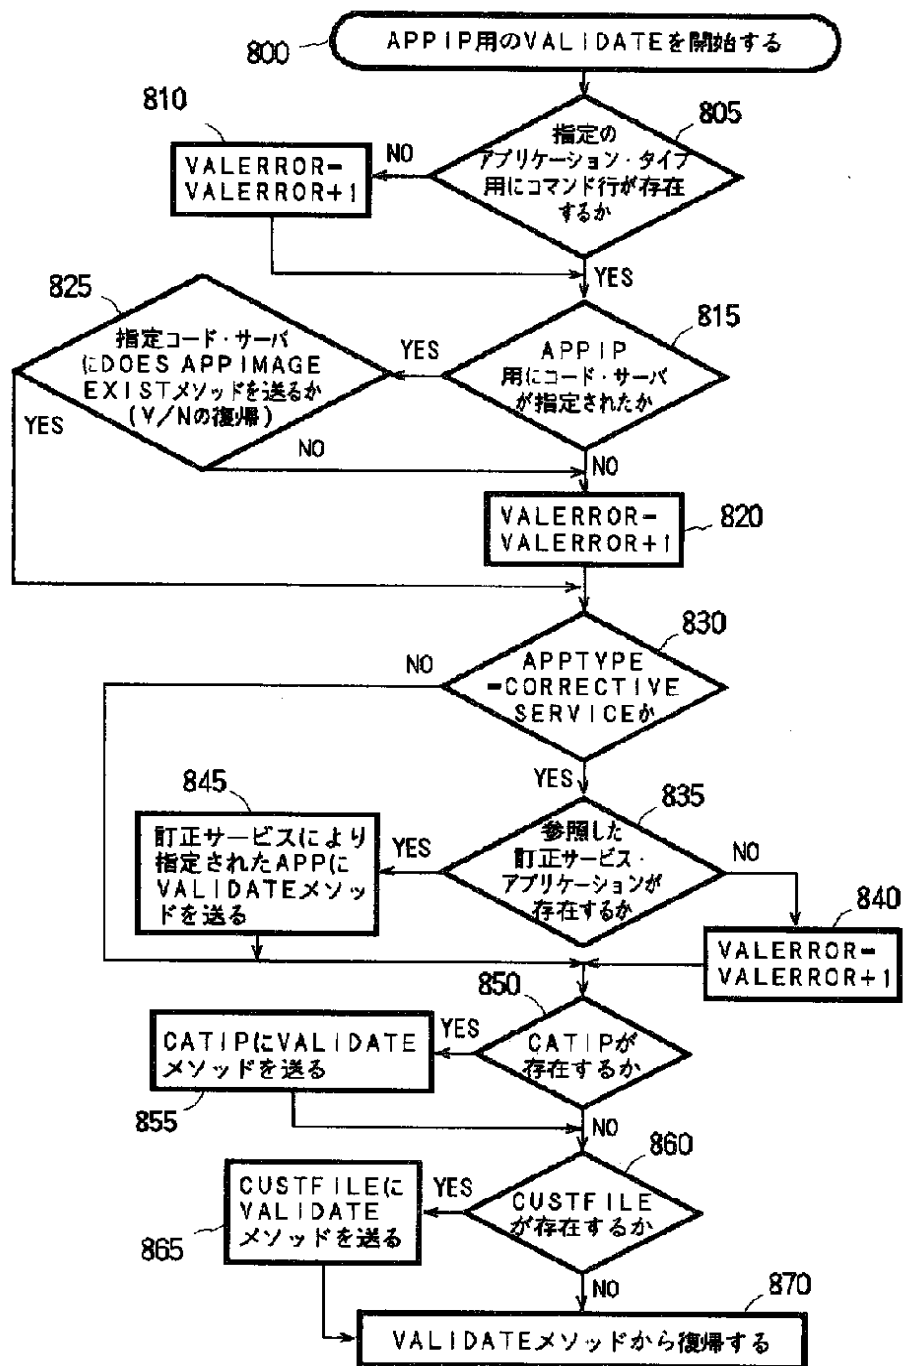 800
APPIP用のVALIDATEを開始する
810
805
VALERROR=
VALERROR+1
NO
指定の
アプリケーション・タイプ
用にコマンド行が存在
するか
YES
825
815
指定コード・サーバ
にDOES APPIMAGE
EXISTメソッドを送るか
(Y/Nの復帰)
YES
APPIP
用にコード・サーバ
が指定されたか
YES
NO
NO
VALERROR=
VALERROR+1
820
830
NO
APPTYPE
=CORRECTIVE
SERVICEか
YES
845
835
訂正サービスにより
指定されたAPPに
VALIDATEメソッ
ドを送る
YES
参照した
訂正サービス・
アプリケーションが
存在するか
NO
840
VALERROR=
VALERROR+1
850
CATIPにVALIDATE
メソッドを送る
YES
CATIPが
存在するか
855
NO
860
CUSTFILEに
VALIDATE
メソッドを送る
YES
CUSTFILE
が存在するか
865
NO
870
VALIDATEメソッドから復帰する